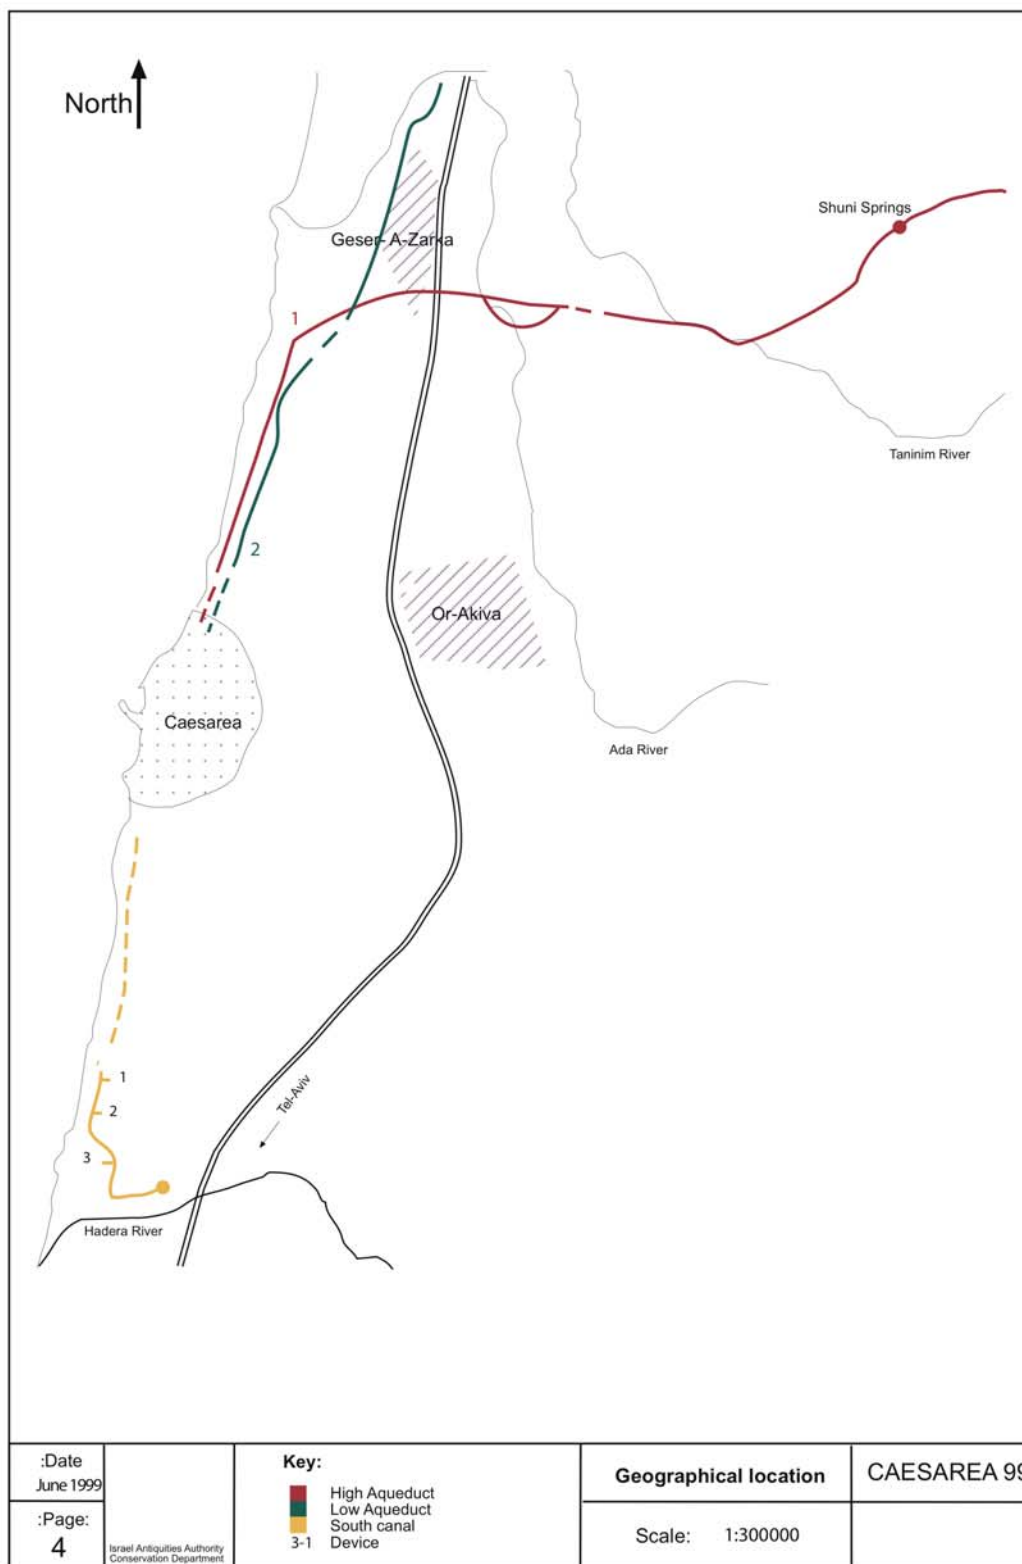 North
Shuni Springs
Geser- A-Zarka
1
Taninim River
2
Or-Akiva
Caesarea
Ada River
1
Tel-Aviv
2
3
Hadera River
:Date
June 1999
:Page:
4
Israel Antiquities Authority
Conservation Department
Key:
High Aqueduct
Low Aqueduct
South canal
3-1 Device
Geographical location
Scale: 1:300000
CAESAREA 99